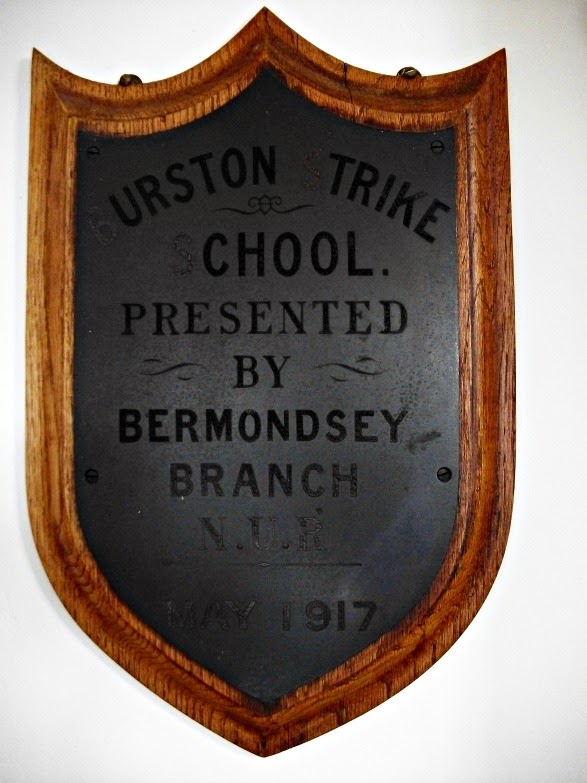 BURSTON STRIKE
SCHOOL.
PRESENTED
BY
BERMONDSEY
BRANCH
N.U.R
MAY 1917